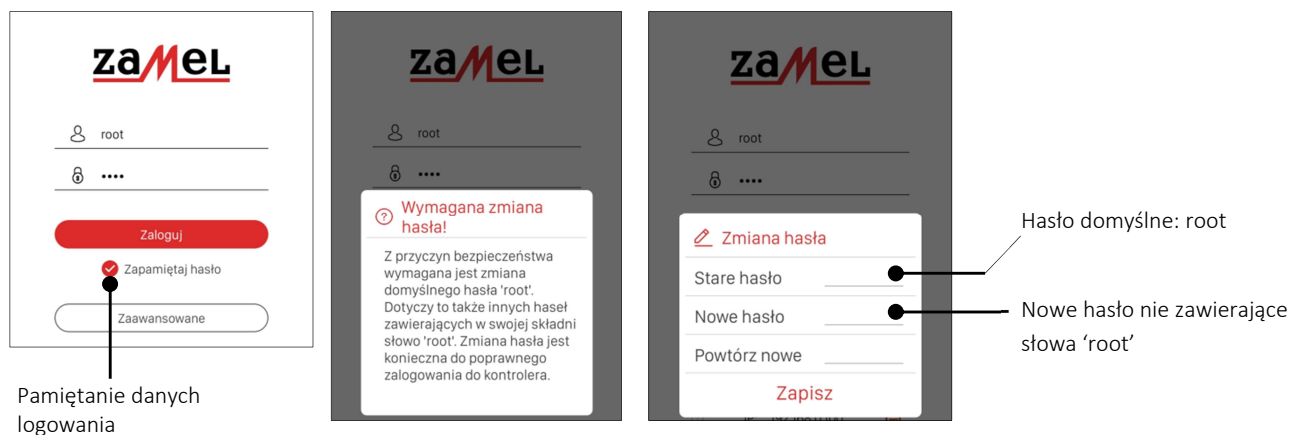 zaMeL
root
••••
Zaloguj
Zapamiętaj hasło
Zaawansowane
Pamiętanie danych
logowania
zaMeL
root
••••
Wymagana zmiana
hasła!
Z przyczyn bezpieczeństwa
wymagana jest zmiana
domyślnego hasła 'root'.
Dotyczy to także innych haseł
zawierających w swojej składni
słowo 'root'. Zmiana hasła jest
konieczna do poprawnego
zalogowania do kontrolera.
zaMeL
root
••••
Zmiana hasła
Stare hasło
Nowe hasło
Powtórz nowe
Zapisz
Hasło domyślne: root
Nowe hasło nie zawierające
słowa ‘root’